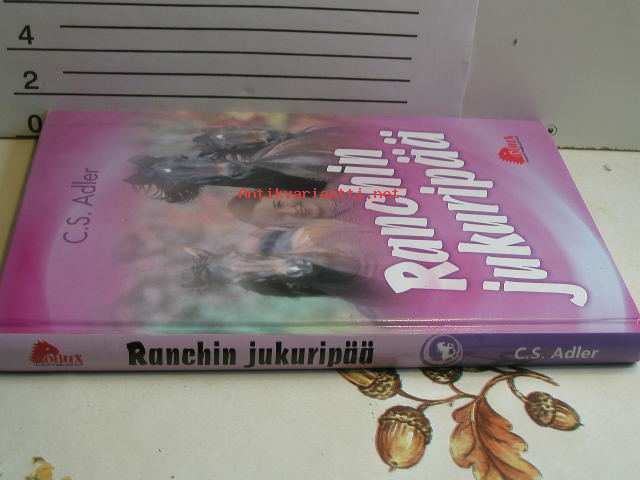 4
2
0
C.S. Adler
Ranchin
jukuripää
Antikvariaatti.net
Ranchin jukuripää
C.S. Adler